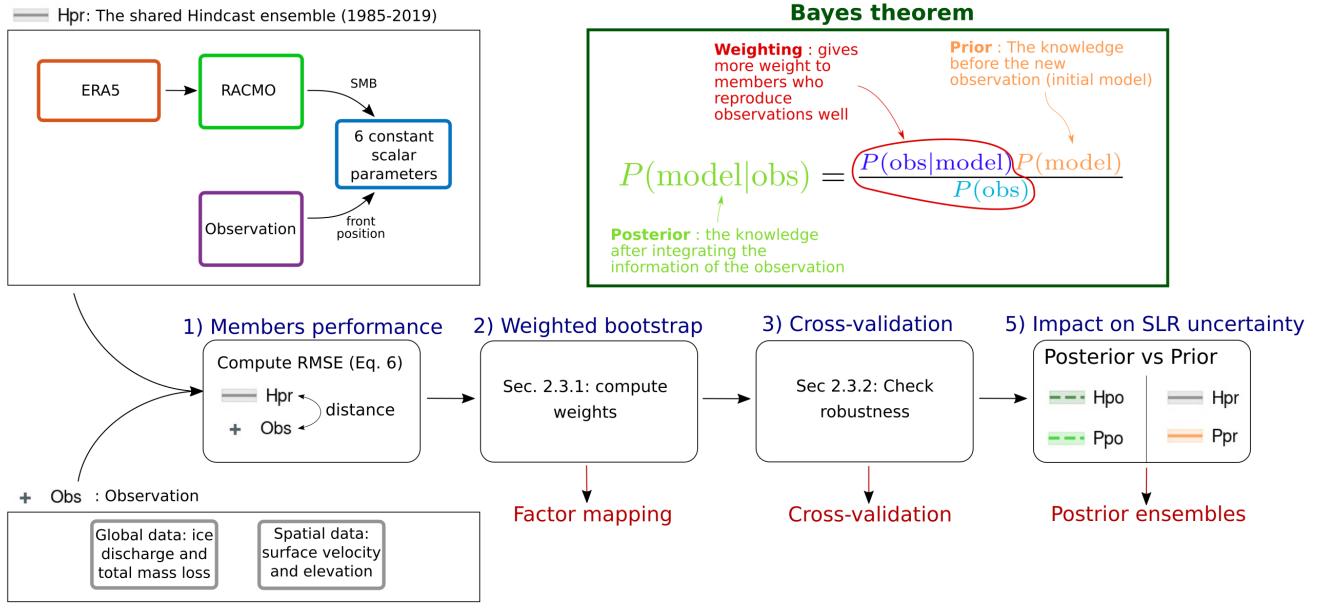 Hpr: The shared Hindcast ensemble (1985-2019)
ERA5
RACMO
SMB
6 constant
scalar
parameters
Observation
front
position
Bayes theorem
Weighting : gives
more weight to
members who
reproduce
observations well
Prior : The knowledge
before the new
observation (initial model)
P(model|obs) = P(obs|model)P(model)
P(obs)
Posterior : the knowledge
after integrating the
information of the observation
1) Members performance
Compute RMSE (Eq. 6)
Hpr
distance
Obs
2) Weighted bootstrap
Sec. 2.3.1: compute
weights
Factor mapping
3) Cross-validation
Sec 2.3.2: Check
robustness
Cross-validation
5) Impact on SLR uncertainty
Posterior vs Prior
Hpo
Hpr
Ppo
Ppr
Postrior ensembles
+ Obs : Observation
Global data: ice
discharge and
total mass loss
Spatial data:
surface velocity
and elevation